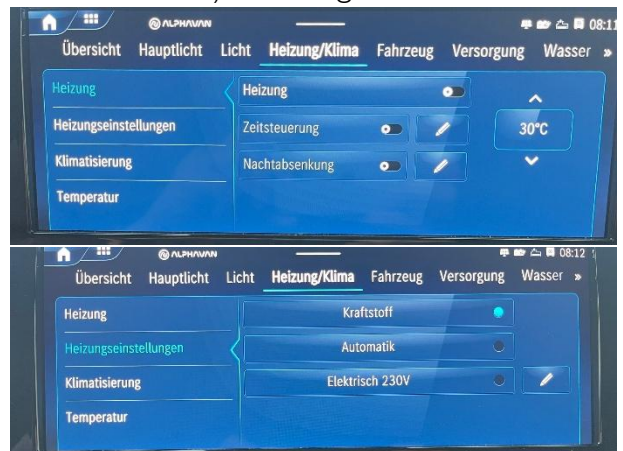 ALPHAVAN 08:11
Übersicht Hauptlicht Licht Heizung/Klima Fahrzeug Versorgung Wasser »
Heizung
Heizungseinstellungen
Klimatisierung
Temperatur
Heizung
Zeitsteuerung
Nachtabsenkung
30°C
ALPHAVAN 08:12
Übersicht Hauptlicht Licht Heizung/Klima Fahrzeug Versorgung Wasser »
Heizung
Heizungseinstellungen
Klimatisierung
Temperatur
Kraftstoff
Automatik
Elektrisch 230V